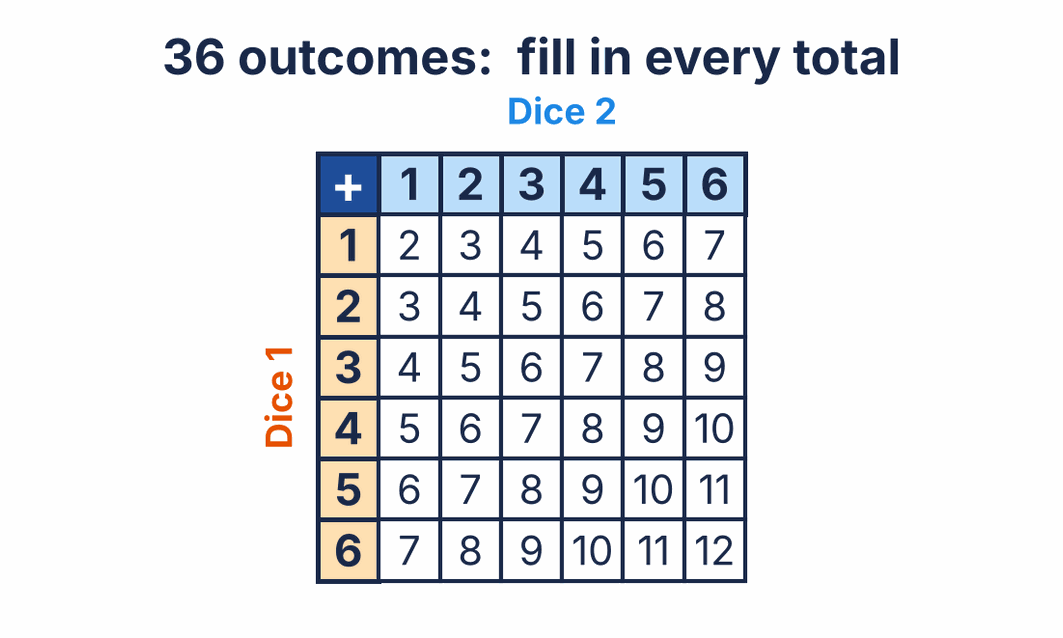 36 outcomes: fill in every total
Dice 2
+ 1 2 3 4 5 6
1 2 3 4 5 6 7
2 3 4 5 6 7 8
Dice 1
3 4 5 6 7 8 9
4 5 6 7 8 9 10
5 6 7 8 9 10 11
6 7 8 9 10 11 12